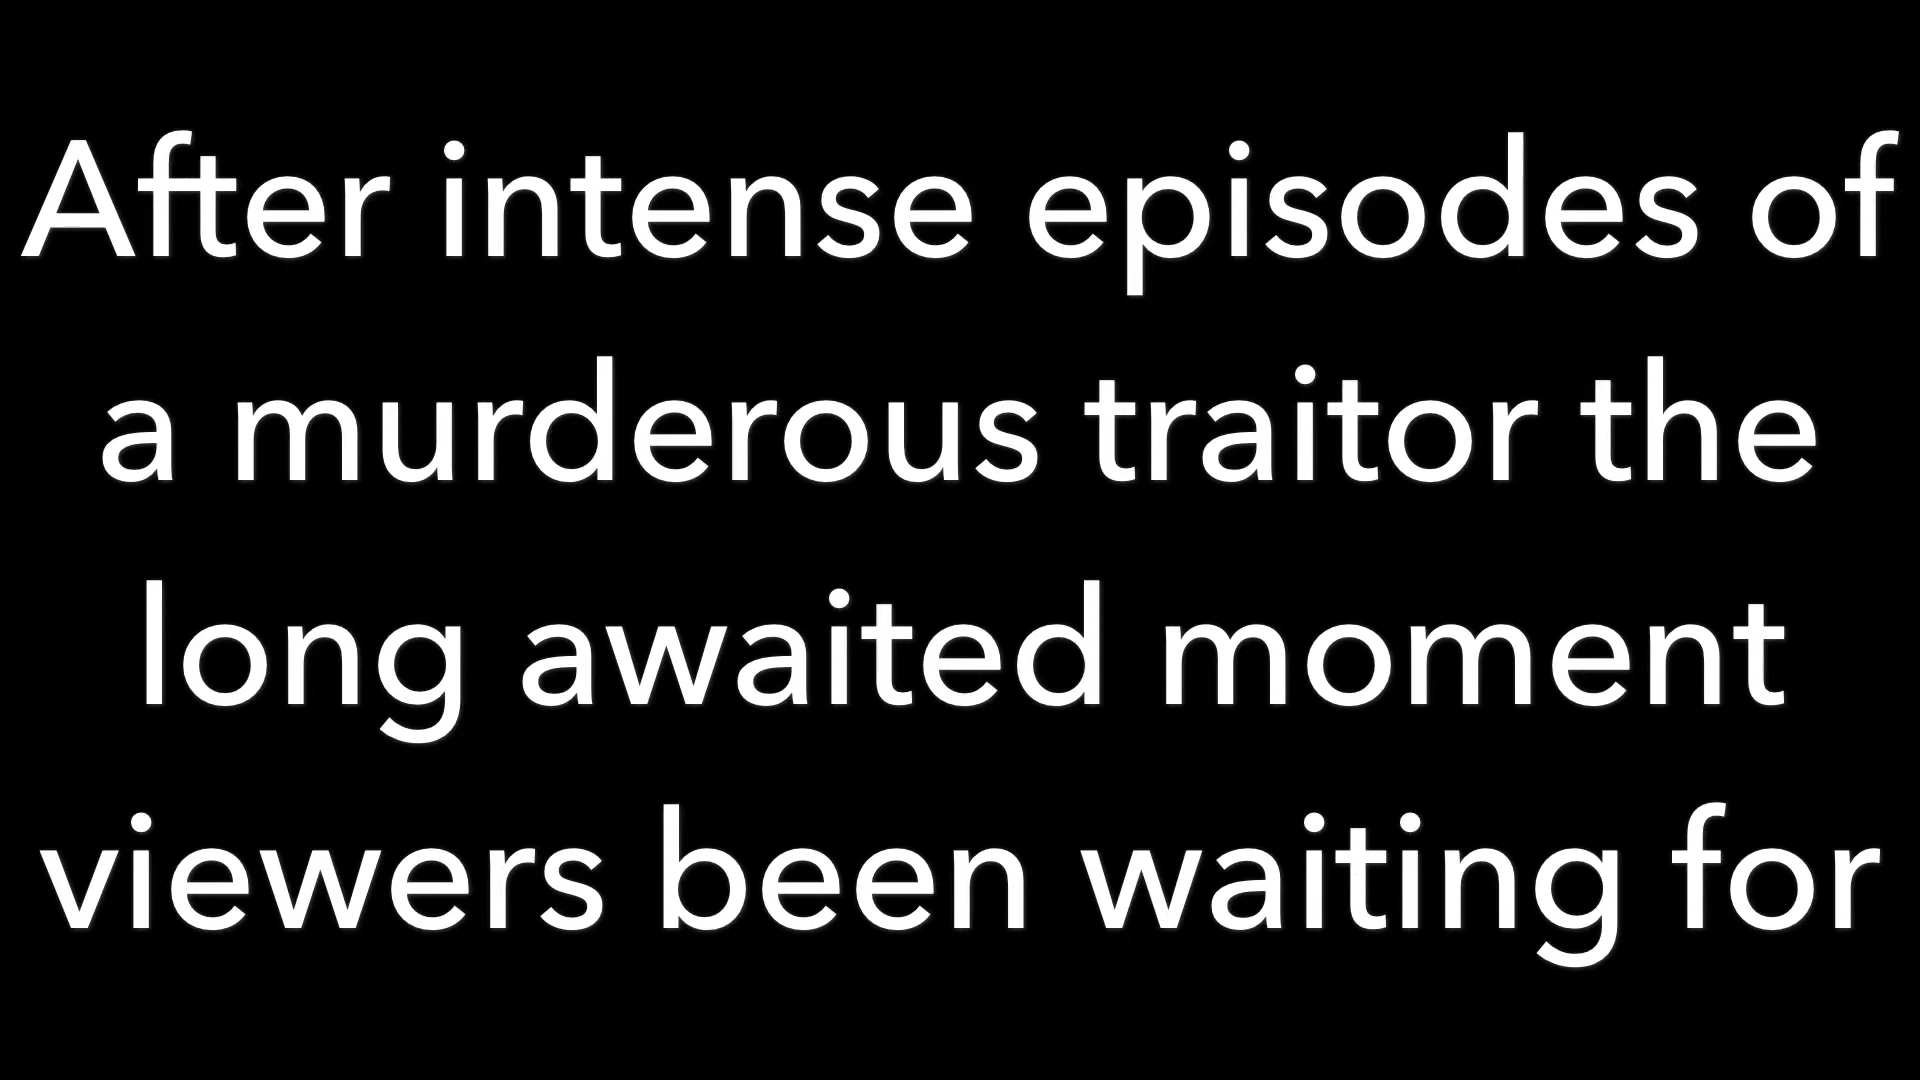 After intense episodes of
a murderous traitor the
long awaited moment
viewers been waiting for